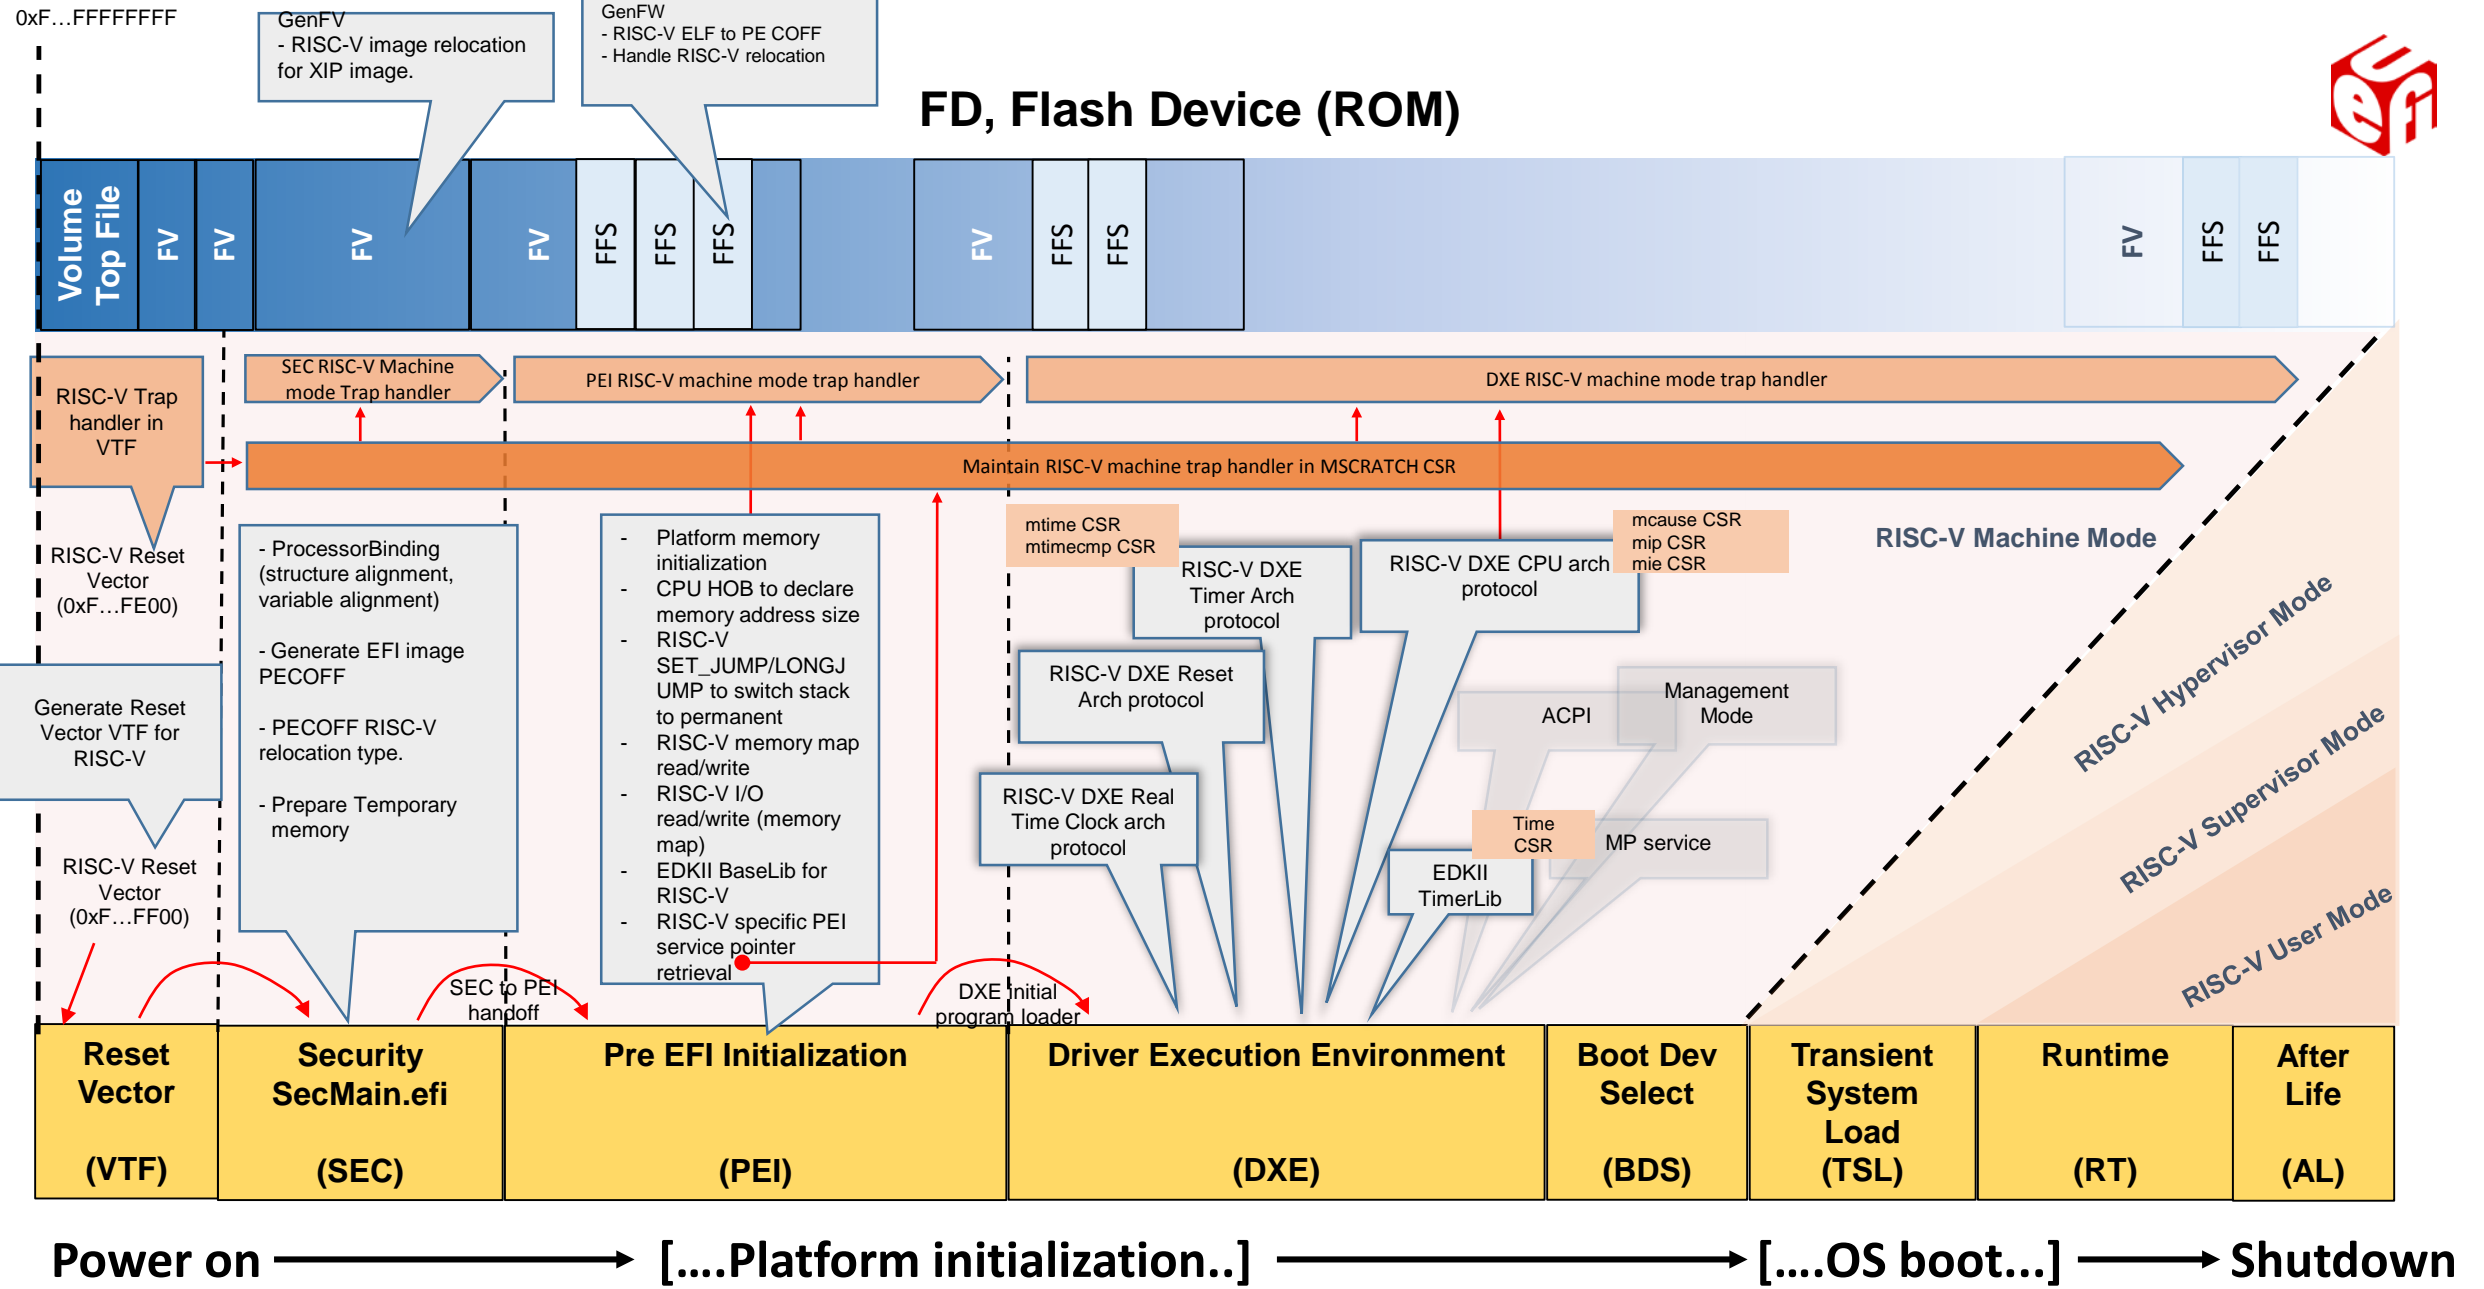 0xF…FFFFFFFF
GenFV
- RISC-V image relocation
for XIP image.
GenFW
- RISC-V ELF to PE COFF
- Handle RISC-V relocation
FD, Flash Device (ROM)
UEFI
Volume
Top File
FV
FV
FV
FV
FFS
FFS
FFS
FV
FFS
FFS
FV
FFS
FFS
RISC-V Trap
handler in
VTF
SEC RISC-V Machine
mode Trap handler
PEI RISC-V machine mode trap handler
DXE RISC-V machine mode trap handler
Maintain RISC-V machine trap handler in MSCRATCH CSR
RISC-V Reset
Vector
(0xF…FE00)
Generate Reset
Vector VTF for
RISC-V
RISC-V Reset
Vector
(0xF…FF00)
- ProcessorBinding
(structure alignment,
variable alignment)
- Generate EFI image
PECOFF
- PECOFF RISC-V
relocation type.
- Prepare Temporary
memory
- Platform memory
initialization
- CPU HOB to declare
memory address size
- RISC-V
SET_JUMP/LONGJ
UMP to switch stack
to permanent
- RISC-V memory map
read/write
- RISC-V I/O
read/write (memory
map)
- EDKII BaseLib for
RISC-V
- RISC-V specific PEI
service pointer
retrieval
mtime CSR
mtimecmp CSR
RISC-V DXE
Timer Arch
protocol
RISC-V DXE CPU arch
protocol
mcause CSR
mip CSR
mie CSR
RISC-V DXE Reset
Arch protocol
RISC-V DXE Real
Time Clock arch
protocol
ACPI
Management
Mode
Time
CSR
MP service
EDKII
TimerLib
RISC-V Machine Mode
RISC-V Hypervisor Mode
RISC-V Supervisor Mode
RISC-V User Mode
SEC to PEI
handoff
DXE initial
program loader
Reset
Vector
(VTF)
Security
SecMain.efi
(SEC)
Pre EFI Initialization
(PEI)
Driver Execution Environment
(DXE)
Boot Dev
Select
(BDS)
Transient
System
Load
(TSL)
Runtime
(RT)
After
Life
(AL)
Power on
[....Platform initialization..]
[....OS boot...]
Shutdown